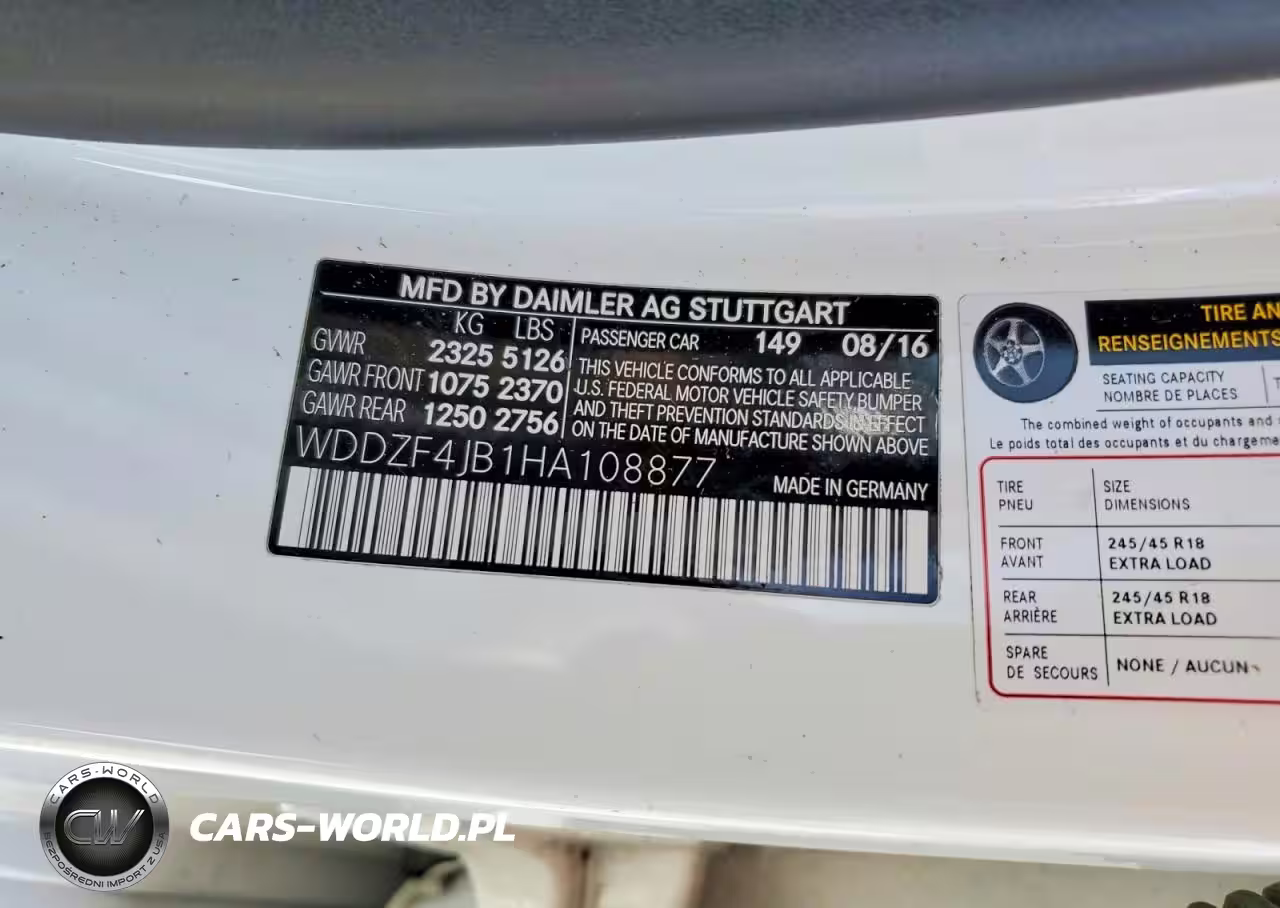 MFD BY DAIMLER AG STUTTGART
KG LBS
GVWR 2325 5126
GAWR FRONT 1075 2370
GAWR REAR 1250 2756
PASSENGER CAR 149 08/16
THIS VEHICLE CONFORMS TO ALL APPLICABLE
U.S. FEDERAL MOTOR VEHICLE SAFETY BUMPER
AND THEFT PREVENTION STANDARDS IN EFFECT
ON THE DATE OF MANUFACTURE SHOWN ABOVE
WDDZF4JB1HA108877
MADE IN GERMANY
TIRE AN
RENSEIGNEMENTS
SEATING CAPACITY
NOMBRE DE PLACES
The combined weight of occupants and
Le poids total des occupants et du chargeme
TIRE SIZE
PNEU DIMENSIONS
FRONT 245/45 R18
AVANT EXTRA LOAD
REAR 245/45 R18
ARRIÈRE EXTRA LOAD
SPARE
DE SECOURS NONE / AUCUN
CARS-WORLD
CW
BEZPOŚREDNI IMPORT Z USA
CARS-WORLD.PL